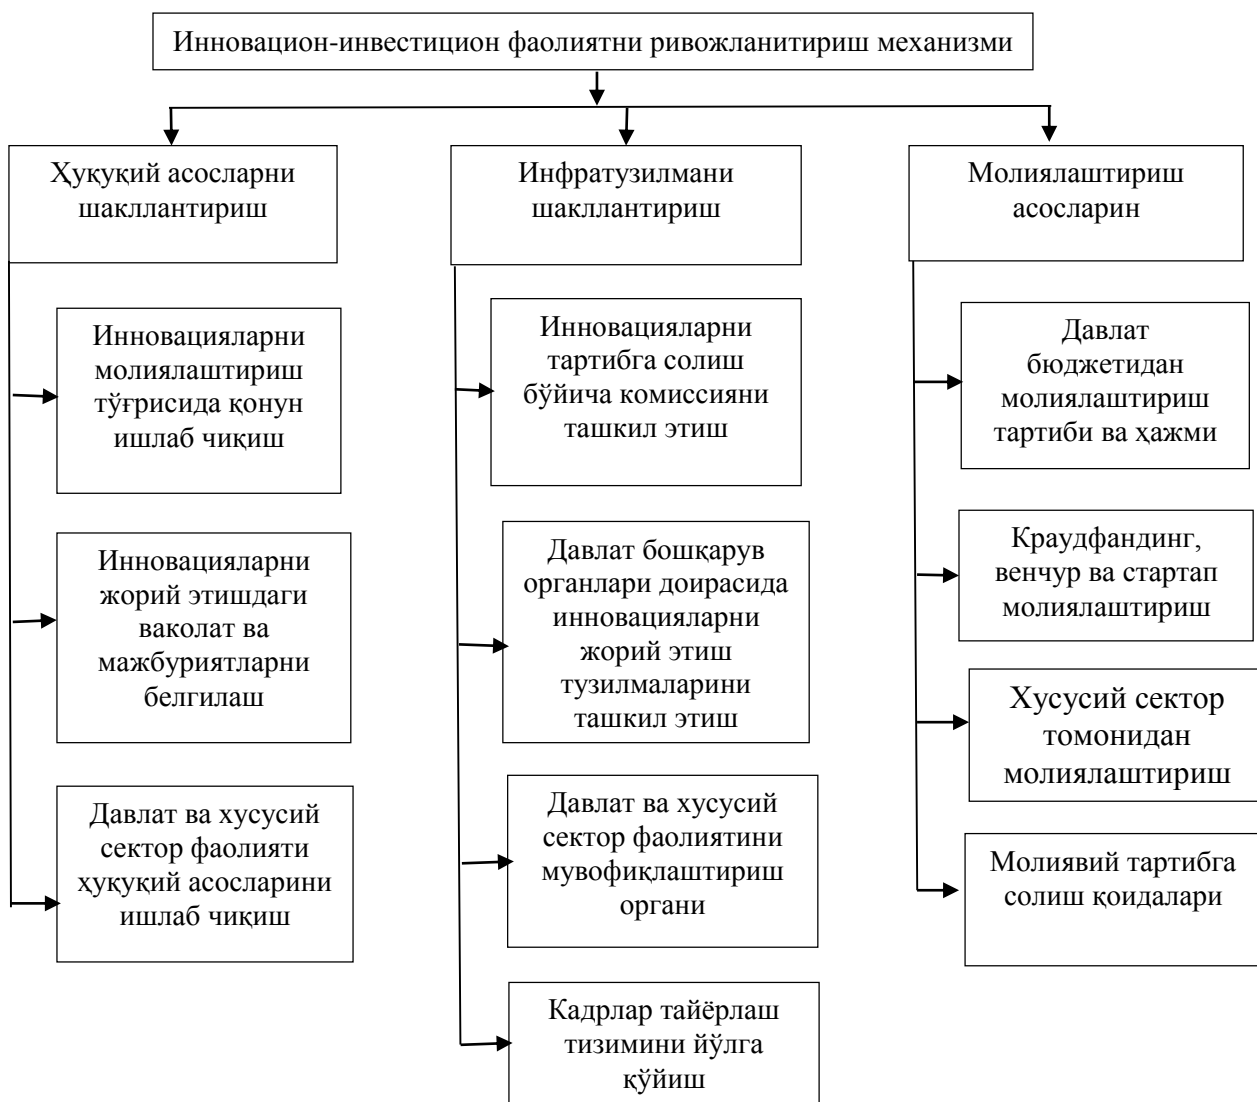 Инновацион-инвестицион фаолиятни ривожланитириш механизми
Ҳуқуқий асосларни
шакллантириш
Инновацияларни
молиялаштириш
тўғрисида қонун
ишлаб чиқиш
Инновацияларни
жорий этишдаги
ваколат ва
мажбуриятларни
белгилаш
Давлат ва хусусий
сектор фаолияти
ҳуқуқий асосларини
ишлаб чиқиш
Инфратузилмани
шакллантириш
Инновацияларни
тартибга солиш
бўйича комиссияни
ташкил этиш
Давлат бошқарув
органлари доирасида
инновацияларни
жорий этиш
тузилмаларини
ташкил этиш
Давлат ва хусусий
сектор фаолиятини
мувофиқлаштириш
органи
Кадрлар тайёрлаш
тизимини йўлга
қўйиш
Молиялаштириш
асосларин
Давлат
бюджетидан
молиялаштириш
тартиби ва ҳажми
Краудфандинг,
венчур ва стартап
молиялаштириш
Хусусий сектор
томонидан
молиялаштириш
Молиявий тартибга
солиш қоидалари